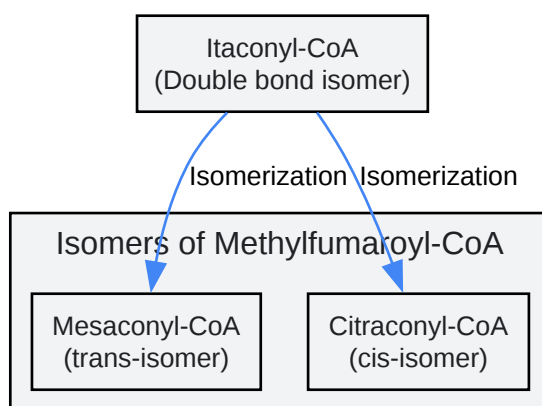 Itaconyl-CoA
(Double bond isomer)
Isomerization
Isomerization
Isomers of Methylfumaroyl-CoA
Mesaconyl-CoA
(trans-isomer)
Citraconyl-CoA
(cis-isomer)